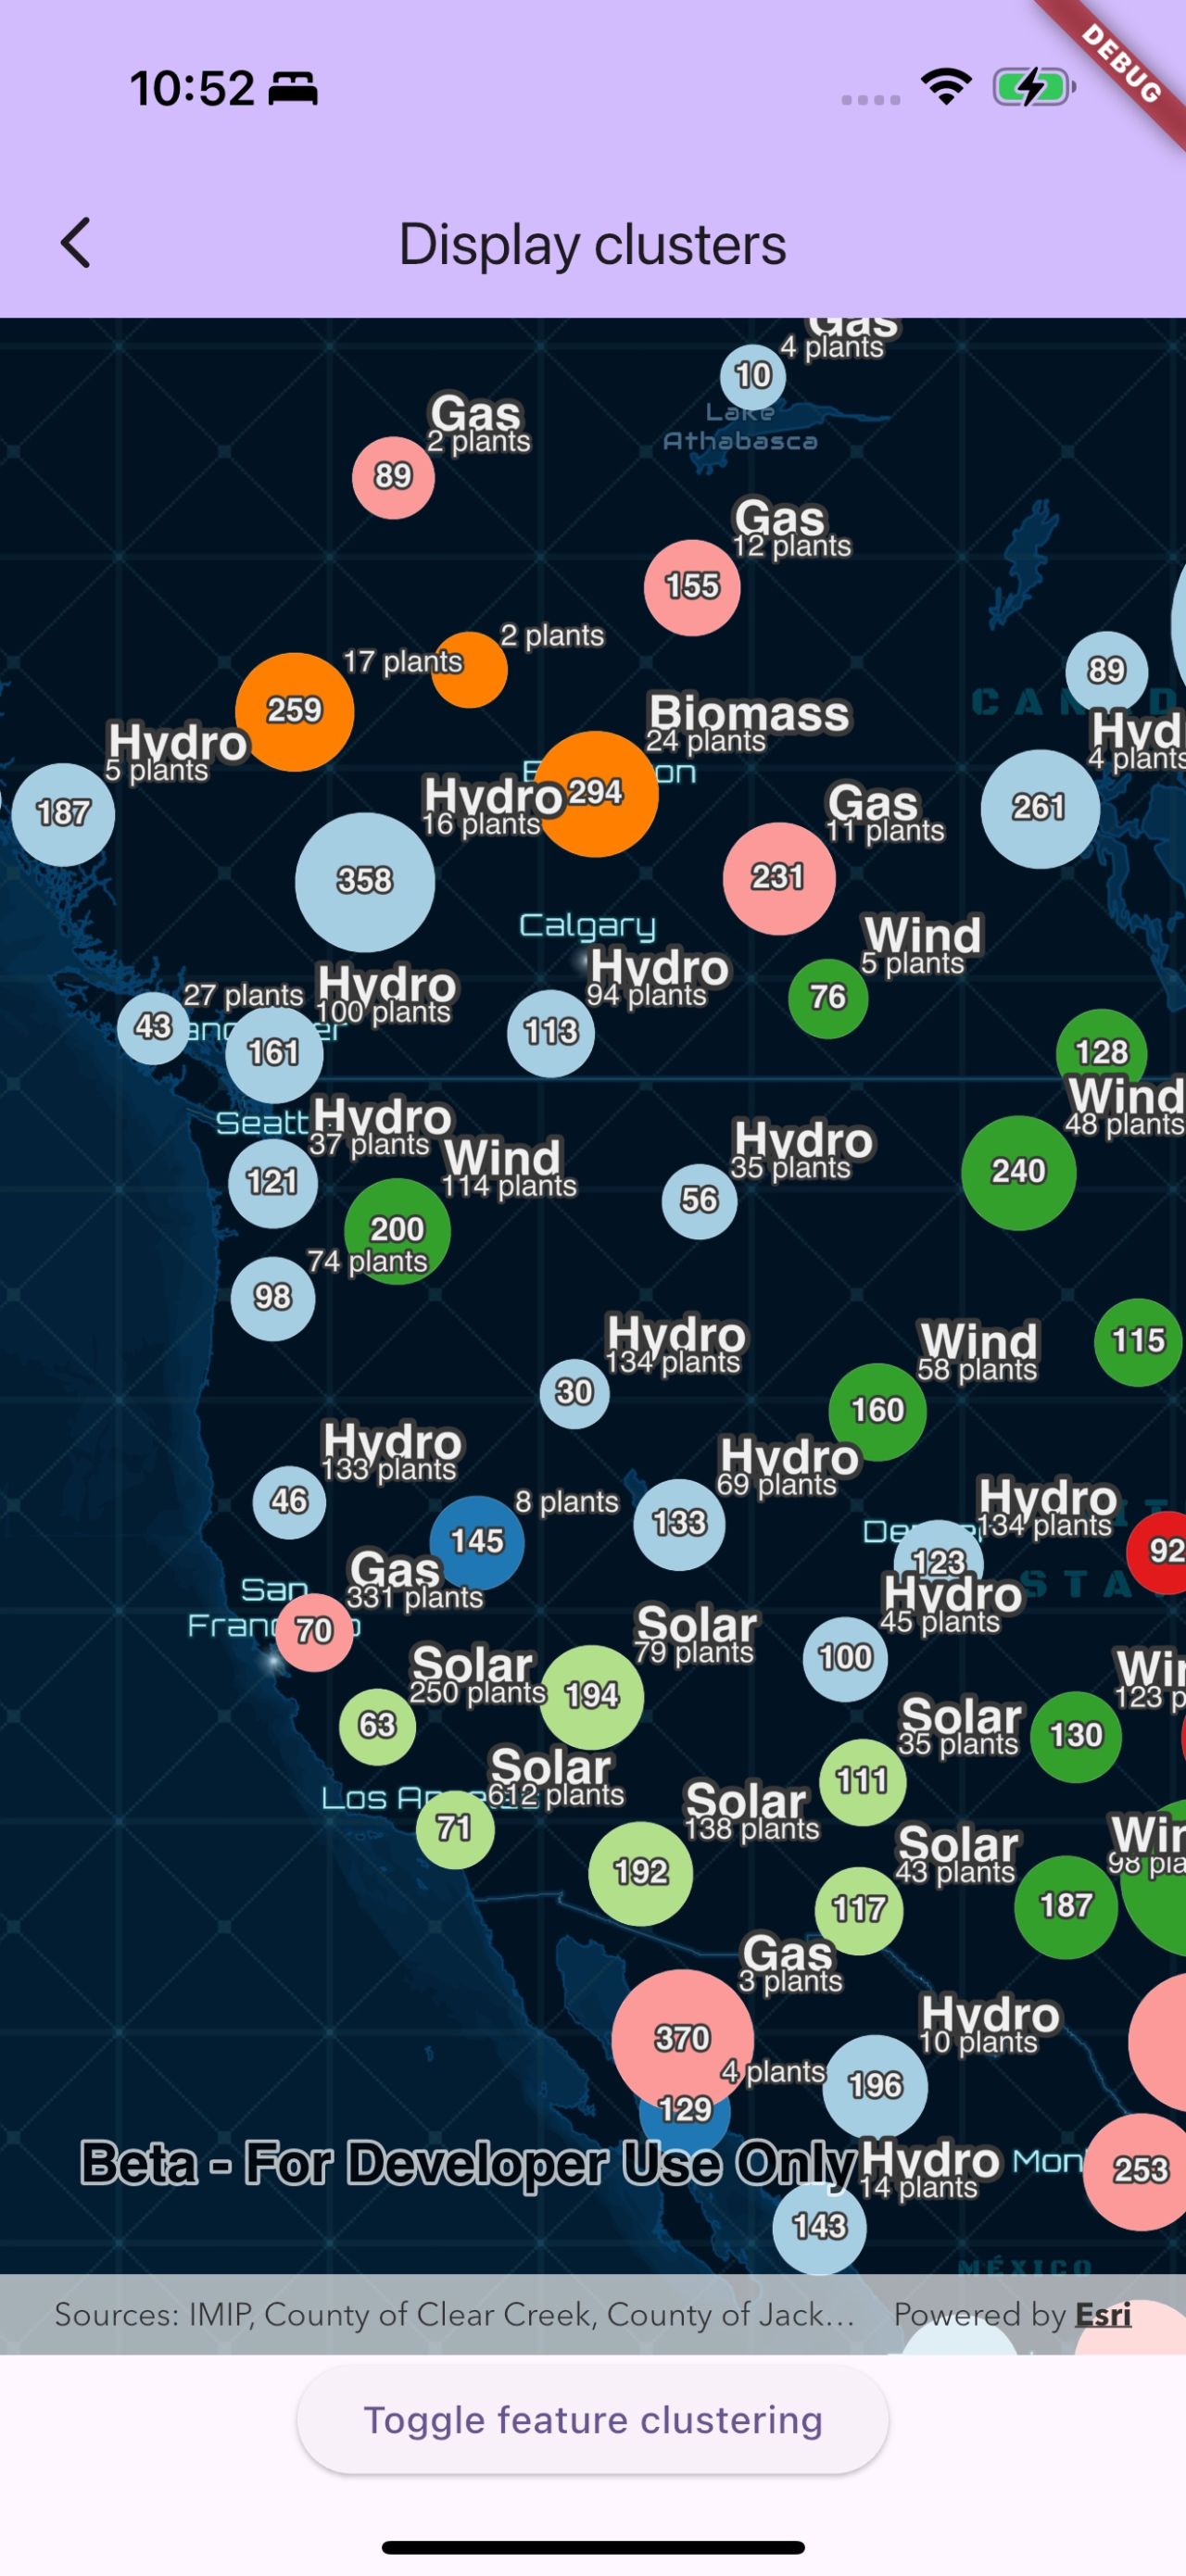 DEBUG
10:52
Display clusters
Gas
4 plants
10
Lake
Athabasca
Gas
2 plants
89
Gas
12 plants
155
2 plants
17 plants
259
89
Biomass
24 plants
294
Hydro
5 plants
187
Hyd
4 plants
261
Hydro
16 plants
358
Gas
11 plants
231
Calgary
Wind
5 plants
76
Hydro
94 plants
113
27 plants
43
Hydro
100 plants
161
128
Wind
48 plants
240
Seatt
Hydro
37 plants
121
Wind
114 plants
200
Hydro
35 plants
56
74 plants
98
115
Hydro
134 plants
30
Wind
58 plants
160
Hydro
133 plants
46
8 plants
145
Hydro
69 plants
133
Hydro
134 plants
123
92
STA
San
Gas
331 plants
70
Hydro
45 plants
100
Solar
79 plants
194
Solar
250 plants
63
123 p
130
Solar
35 plants
111
Solar
612 plants
Los
71
Solar
138 plants
192
Solar
43 plants
117
98 pla
187
Gas
3 plants
370
4 plants
129
Hydro
10 plants
196
Beta - For Developer Use Only
Hydro
14 plants
143
Mon
253
MÉXICO
Sources: IMIP, County of Clear Creek, County of Jack...
Powered by Esri
Toggle feature clustering